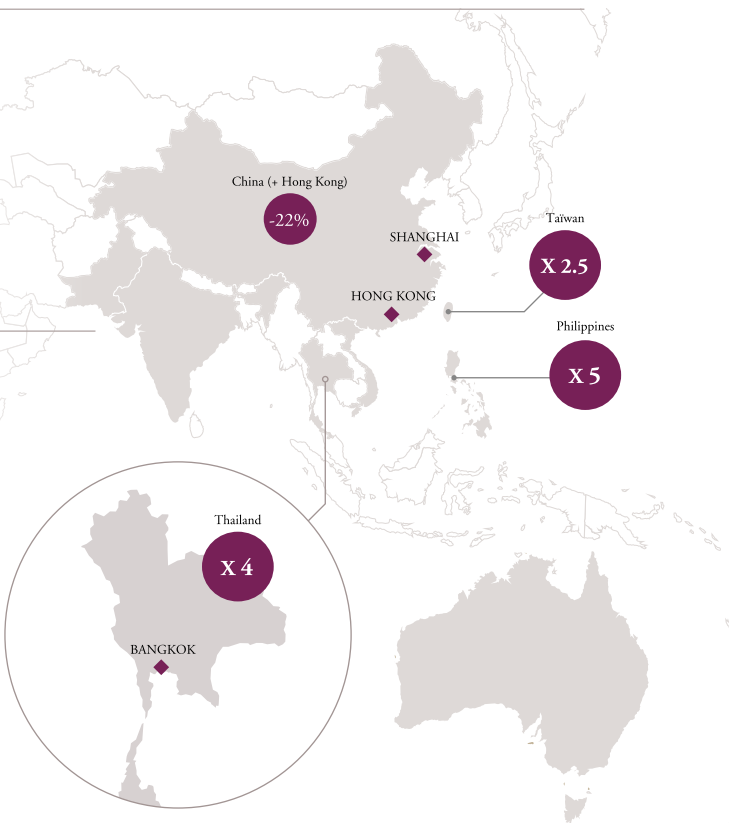 China (+ Hong Kong)
-22%
SHANGHAI
Taïwan
X 2.5
HONG KONG
Philippines
X 5
Thailand
X 4
BANGKOK